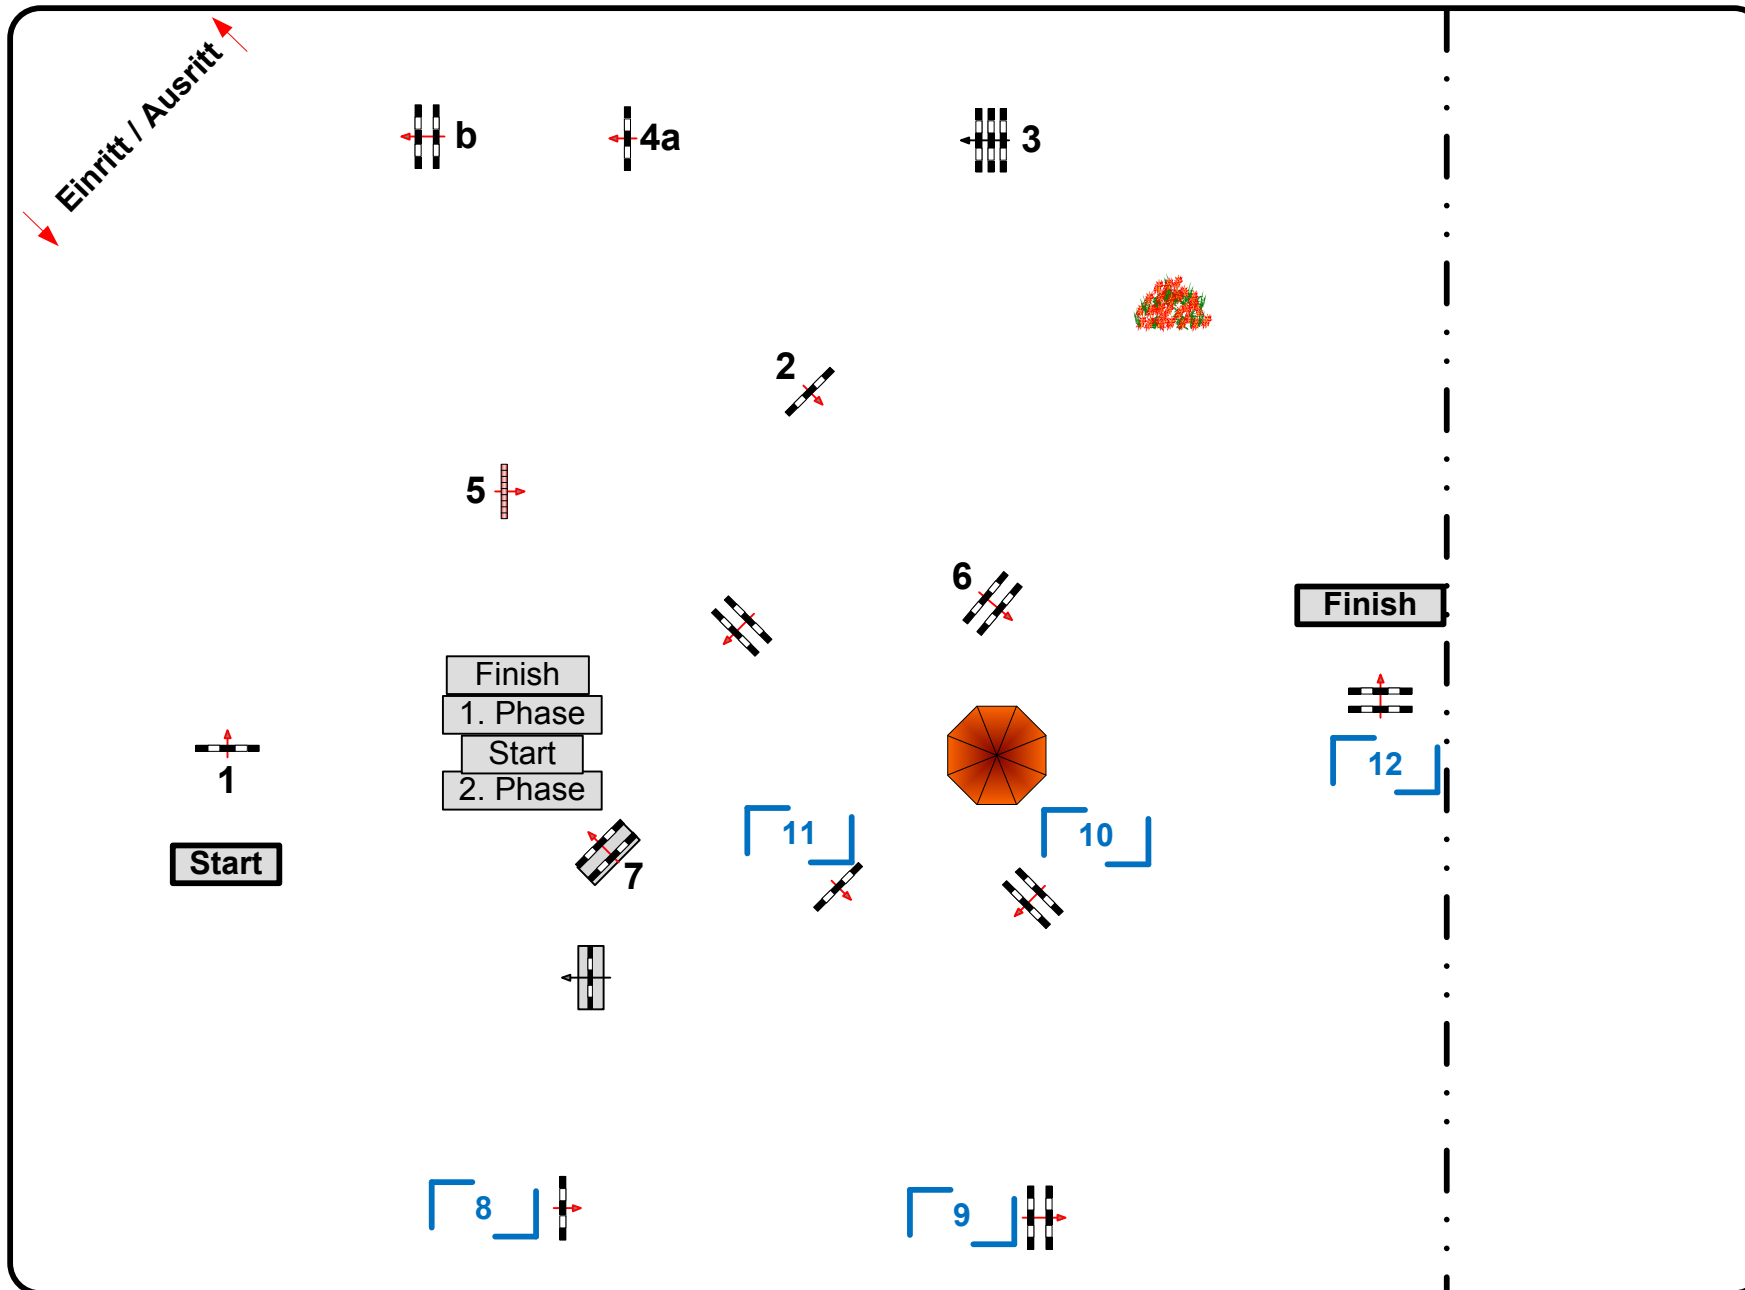 Einritt / Ausritt
b
4a
3
2
5
6
Finish
Finish
1. Phase
Start
2. Phase
12
1
11
10
Start
7
8
9